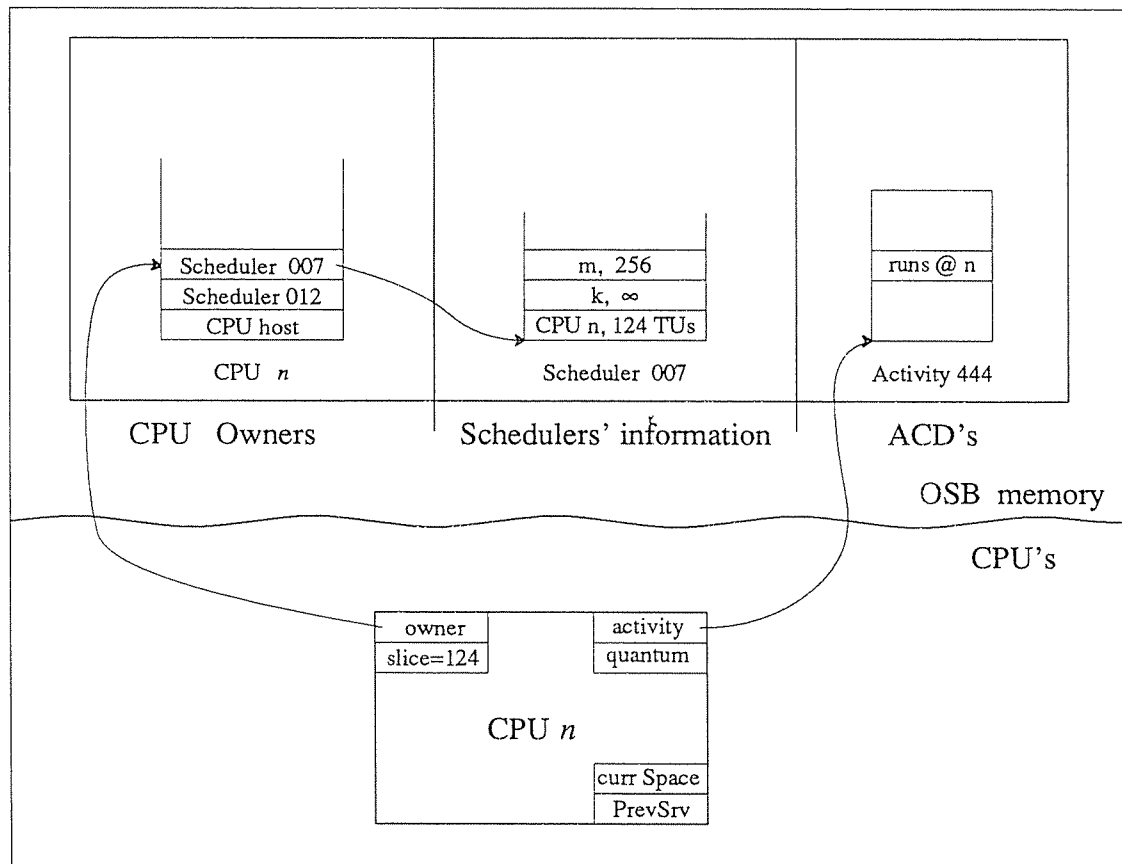 Scheduler 007
Scheduler 012
CPU host
CPU n
m, 256
k, ∞
CPU n, 124 TUs
Scheduler 007
runs @ n
Activity 444
CPU Owners
Schedulers' information
ACD's
OSB memory
CPU's
owner
slice=124
activity
quantum
CPU n
curr Space
PrevSrv